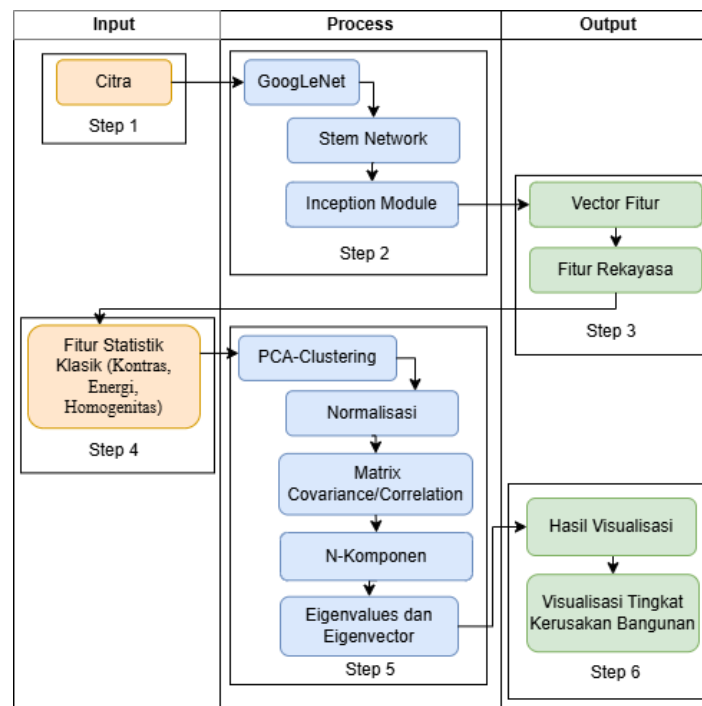 Input
Process
Output
Citra
Step 1
GoogLeNet
Stem Network
Inception Module
Step 2
Vector Fitur
Fitur Rekayasa
Step 3
Fitur Statistik
Klasik (Kontras,
Energi,
Homogenitas)
Step 4
PCA-Clustering
Normalisasi
Matrix
Covariance/Correlation
N-Komponen
Eigenvalues dan
Eigenvector
Step 5
Hasil Visualisasi
Visualisasi Tingkat
Kerusakan Bangunan
Step 6